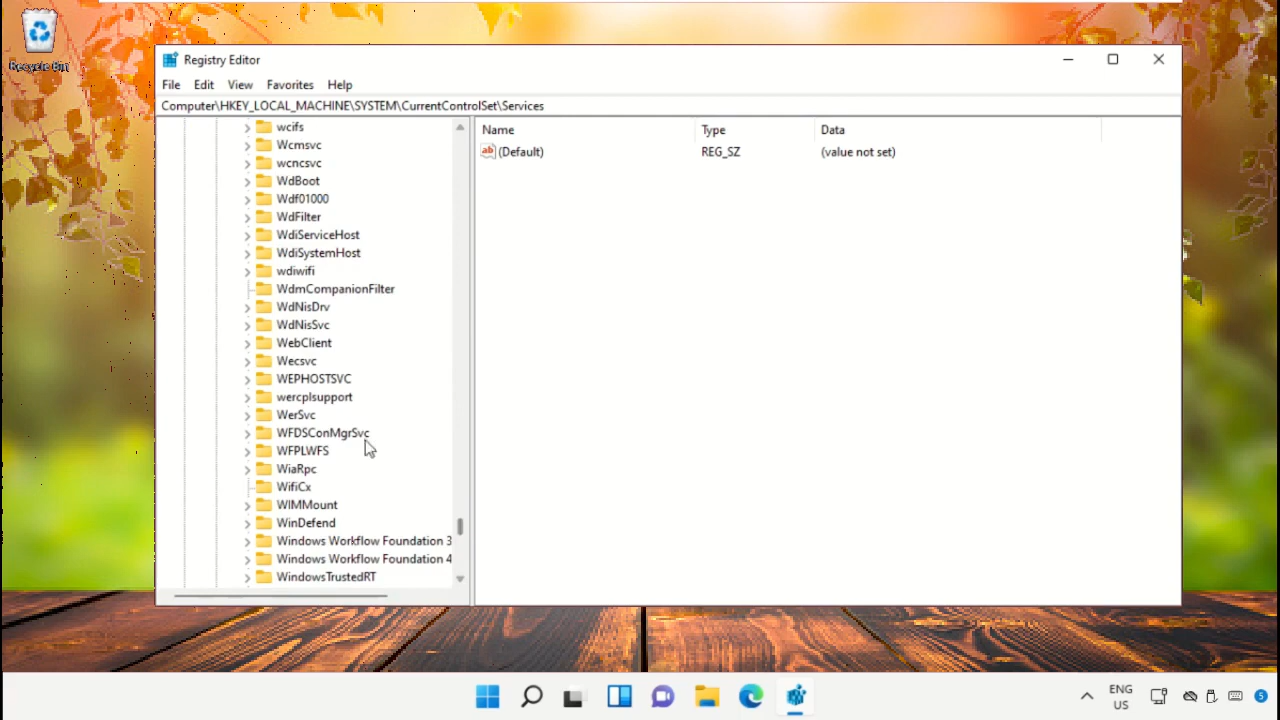 Recycle Bin
Registry Editor
File Edit View Favorites Help
Computer\HKEY_LOCAL_MACHINE\SYSTEM\CurrentControlSet\Services
Name Type Data
(Default) REG_SZ (value not set)
wcifs
Wcmsvc
wcncsvc
WdBoot
Wdf01000
WdFilter
WdiServiceHost
WdiSystemHost
wdiwifi
WdmCompanionFilter
WdNisDrv
WdNisSvc
WebClient
Wecsvc
WEPHOSTSVC
wercplsupport
WerSvc
WFDSConMgrSvc
WFPLWFS
WiaRpc
WifiCx
WIMMount
WinDefend
Windows Workflow Foundation 3
Windows Workflow Foundation 4
WindowsTrustedRT
ENG
US
5